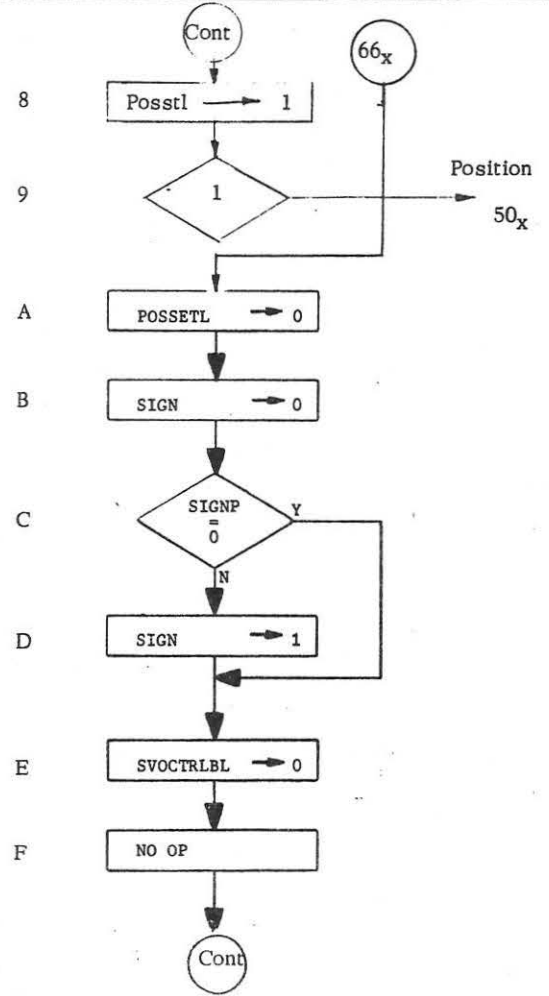 Cont
66x
8 Posstl → 1
9 1 Position
50x
A POSSETL → 0
B SIGN → 0
C SIGNP Y
=
0
N
D SIGN → 1
E SVOCTRLBL → 0
F NO OP
Cont